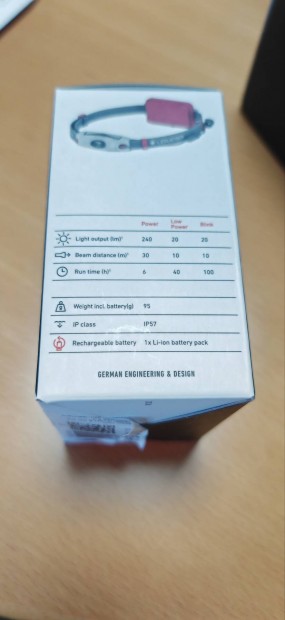 Power Low Power Blink
Light output (lm)¹ 240 20 20
Beam distance (m)¹ 30 10 10
Run time (h)¹ 6 40 100
Weight incl. battery(g) 95
IP class IP57
Rechargeable battery 1x Li-ion battery pack
GERMAN ENGINEERING & DESIGN